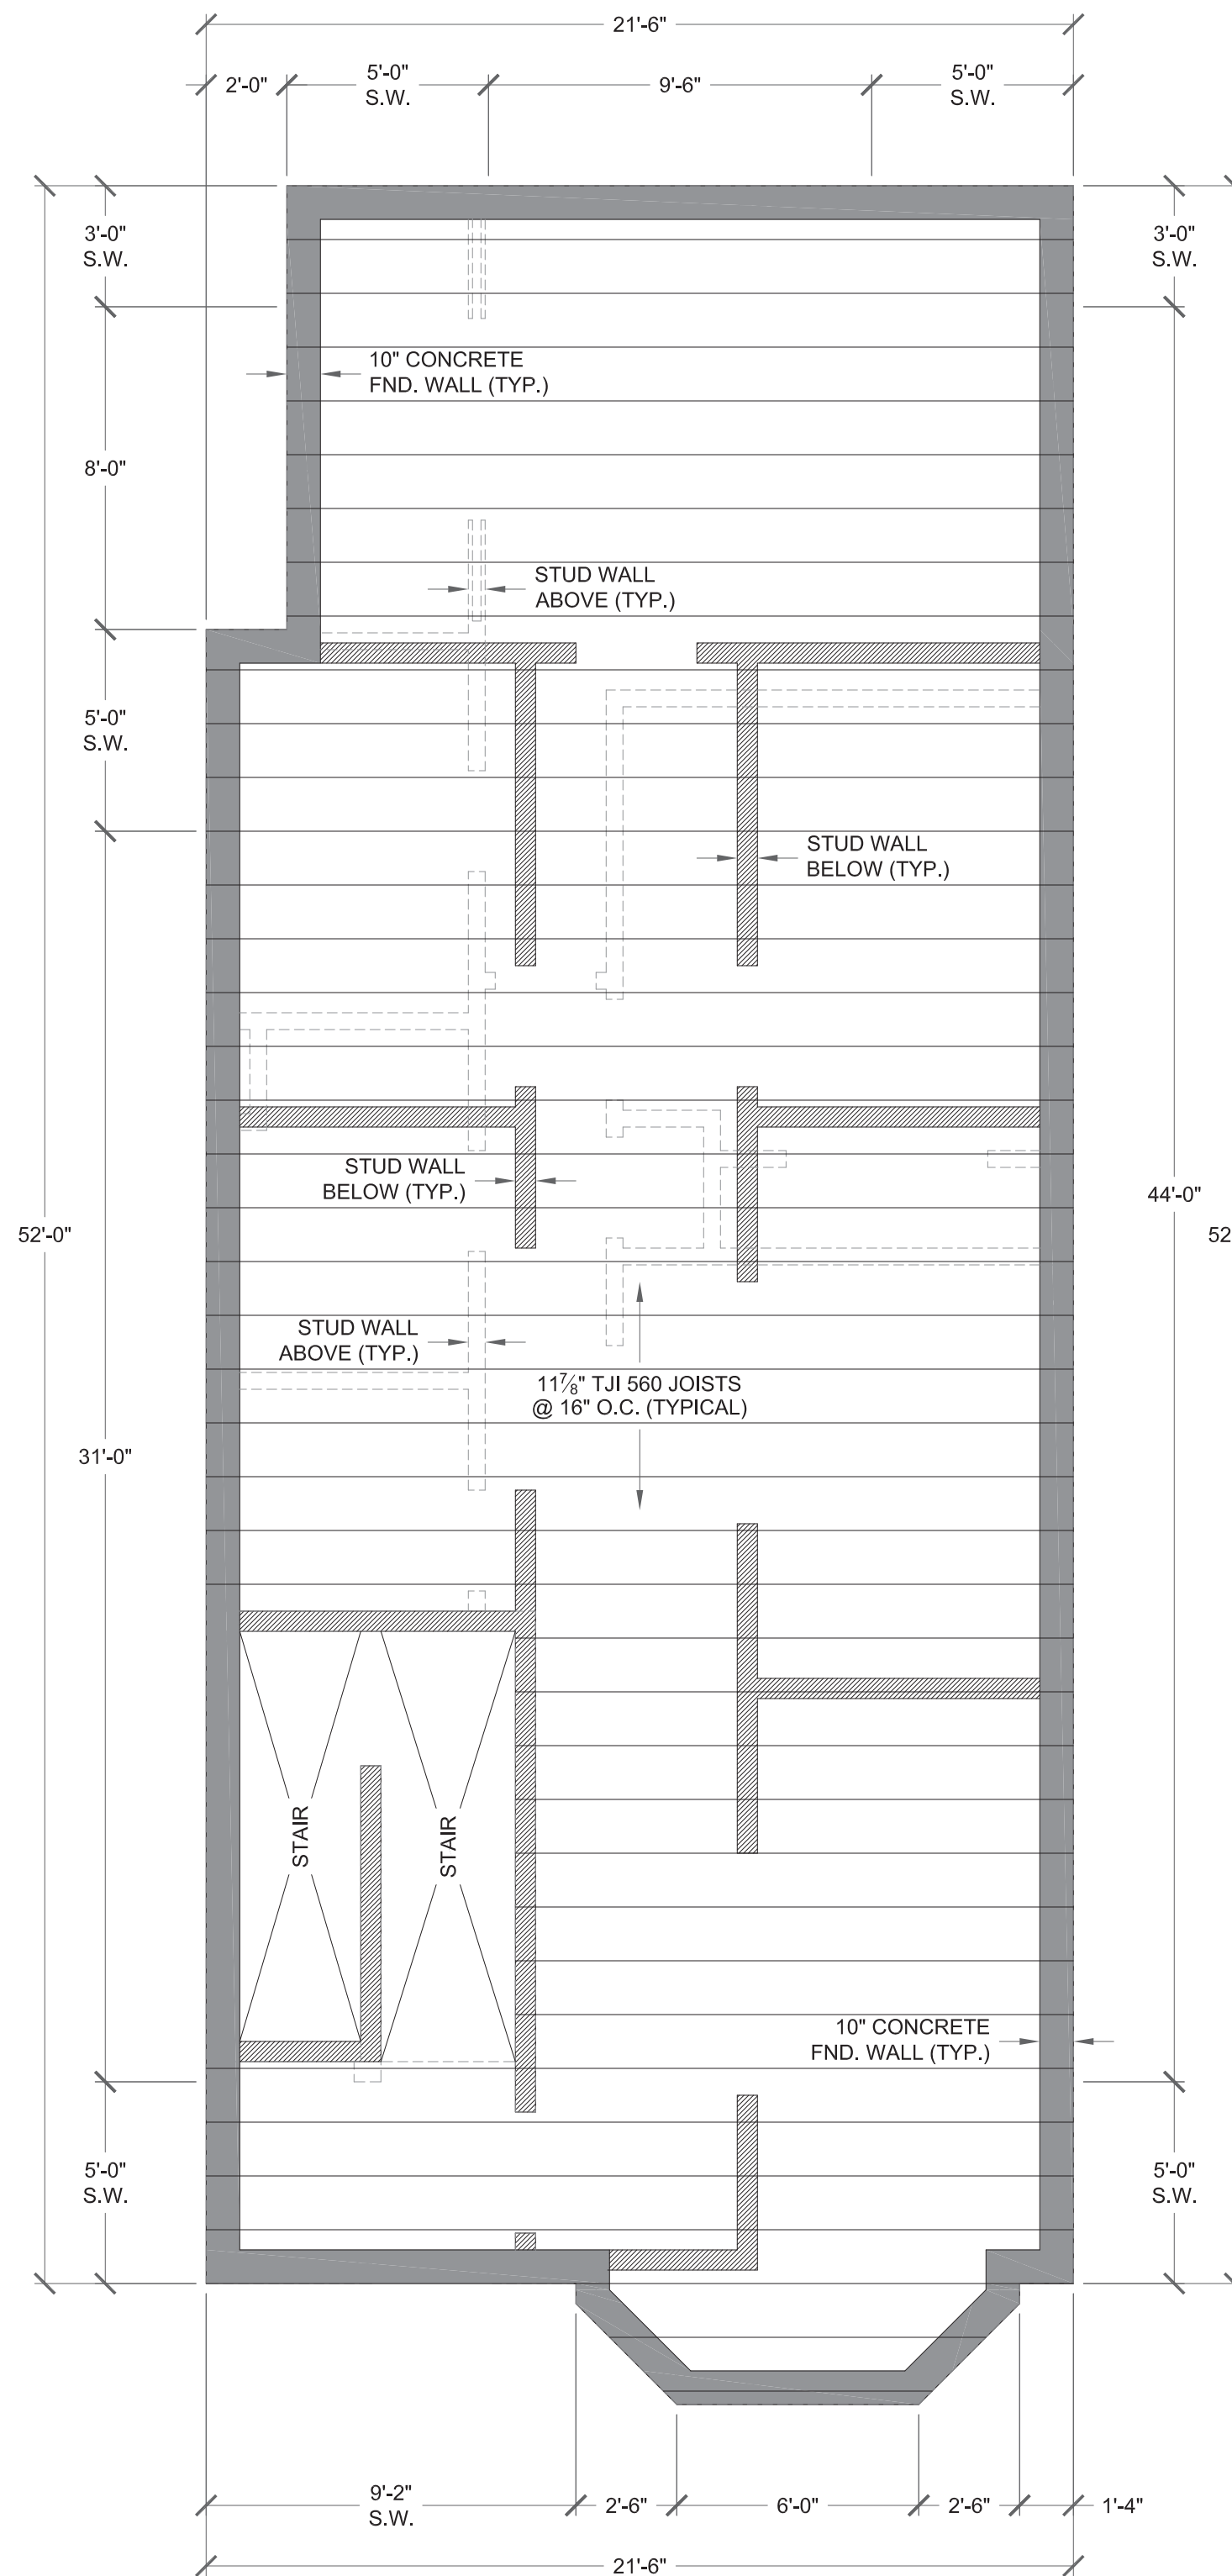 21'-6"
2'-0"
5'-0"
S.W.
9'-6"
5'-0"
S.W.
3'-0"
S.W.
3'-0"
S.W.
10" CONCRETE
FND. WALL (TYP.)
8'-0"
STUD WALL
ABOVE (TYP.)
5'-0"
S.W.
STUD WALL
BELOW (TYP.)
STUD WALL
BELOW (TYP.)
44'-0"
52'-0"
52
STUD WALL
ABOVE (TYP.)
11⅞" TJI 560 JOISTS
@ 16" O.C. (TYPICAL)
31'-0"
STAIR
STAIR
10" CONCRETE
FND. WALL (TYP.)
5'-0"
S.W.
5'-0"
S.W.
9'-2"
S.W.
2'-6"
6'-0"
2'-6"
1'-4"
21'-6"